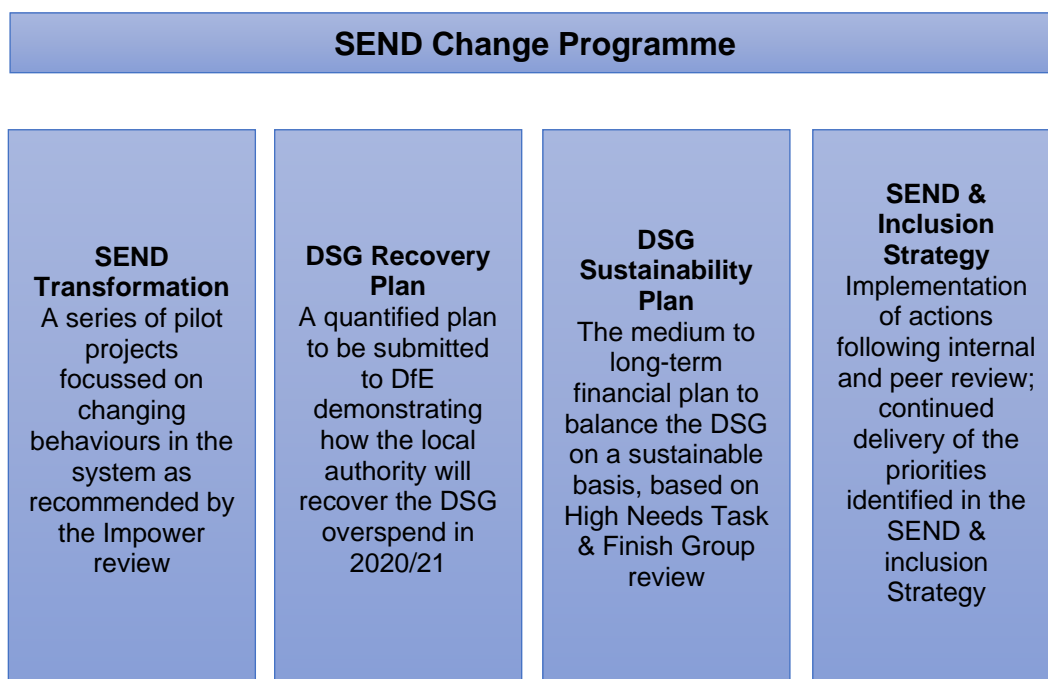 SEND Change Programme
SEND
Transformation
A series of pilot
projects
focussed on
changing
behaviours in the
system as
recommended by
the Impower
review
DSG Recovery
Plan
A quantified plan
to be submitted
to DfE
demonstrating
how the local
authority will
recover the DSG
overspend in
2020/21
DSG
Sustainability
Plan
The medium to
long-term
financial plan to
balance the DSG
on a sustainable
basis, based on
High Needs Task
& Finish Group
review
SEND &
Inclusion
Strategy
Implementation
of actions
following internal
and peer review;
continued
delivery of the
priorities
identified in the
SEND &
inclusion
Strategy